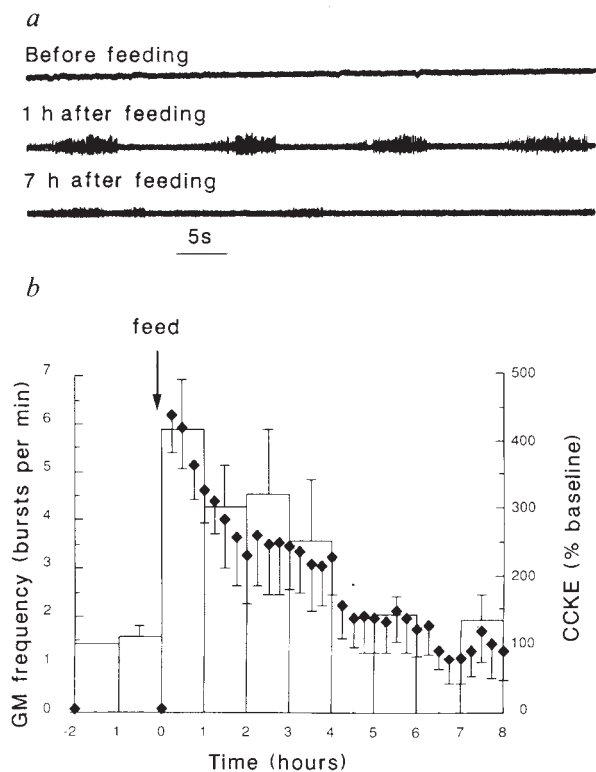 a
Before feeding
1 h after feeding
7 h after feeding
5s
b
feed
GM frequency (bursts per min)
7
6
5
4
3
2
1
0
500
400
300
200
100
0
CCKE (% baseline)
-2 1 0 1 2 3 4 5 6 7 8
Time (hours)